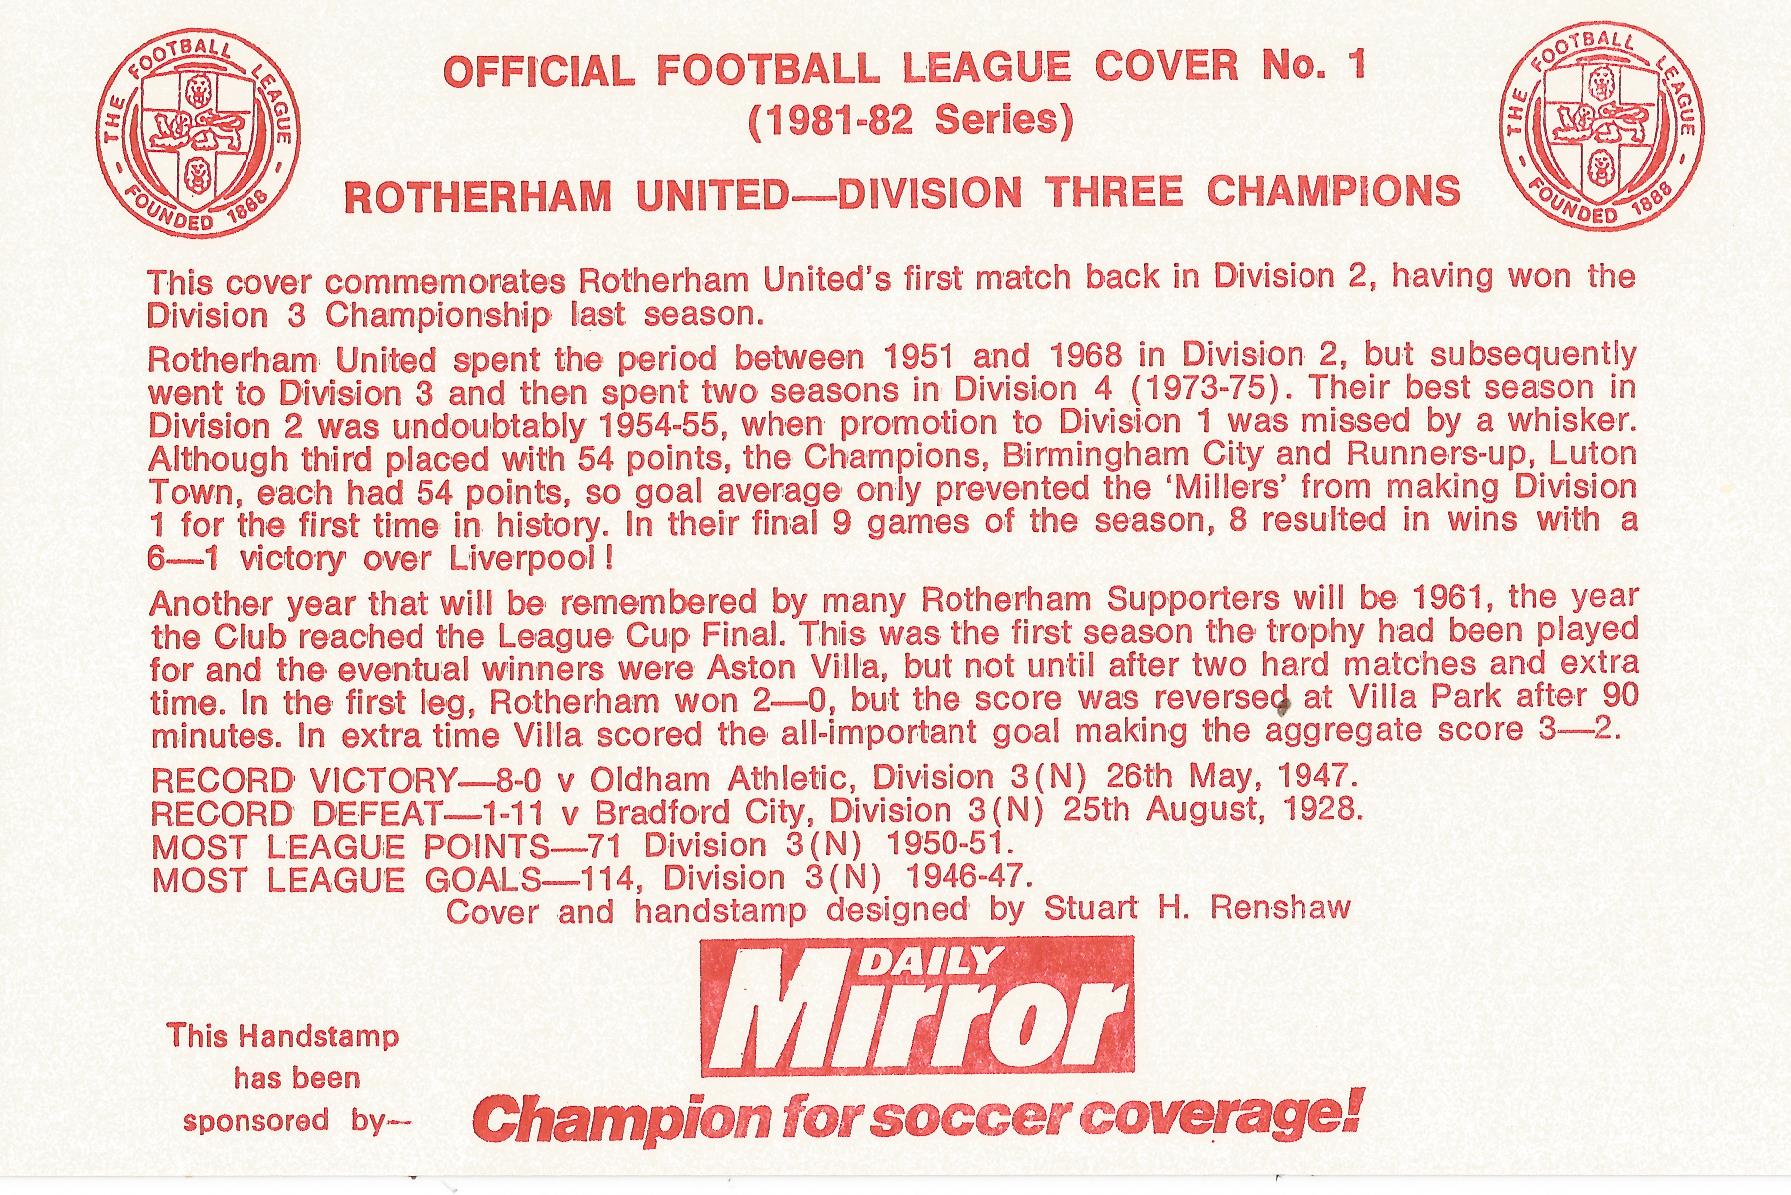 THE FOOTBALL LEAGUE
- FOUNDED 1888 -
OFFICIAL FOOTBALL LEAGUE COVER No. 1
(1981-82 Series)
ROTHERHAM UNITED—DIVISION THREE CHAMPIONS
THE FOOTBALL LEAGUE
- FOUNDED 1888 -
This cover commemorates Rotherham United's first match back in Division 2, having won the
Division 3 Championship last season.
Rotherham United spent the period between 1951 and 1968 in Division 2, but subsequently
went to Division 3 and then spent two seasons in Division 4 (1973-75). Their best season in
Division 2 was undoubtably 1954-55, when promotion to Division 1 was missed by a whisker.
Although third placed with 54 points, the Champions, Birmingham City and Runners-up, Luton
Town, each had 54 points, so goal average only prevented the ‘Millers’ from making Division
1 for the first time in history. In their final 9 games of the season, 8 resulted in wins with a
6—1 victory over Liverpool!
Another year that will be remembered by many Rotherham Supporters will be 1961, the year
the Club reached the League Cup Final. This was the first season the trophy had been played
for and the eventual winners were Aston Villa, but not until after two hard matches and extra
time. In the first leg, Rotherham won 2—0, but the score was reversed at Villa Park after 90
minutes. In extra time Villa scored the all-important goal making the aggregate score 3—2.
RECORD VICTORY—8-0 v Oldham Athletic, Division 3(N) 26th May, 1947.
RECORD DEFEAT—1-11 v Bradford City, Division 3(N) 25th August, 1928.
MOST LEAGUE POINTS—71 Division 3(N) 1950-51.
MOST LEAGUE GOALS—114, Division 3(N) 1946-47.
Cover and handstamp designed by Stuart H. Renshaw
This Handstamp
has been
sponsored by—
DAILY
Mirror
Champion for soccer coverage!